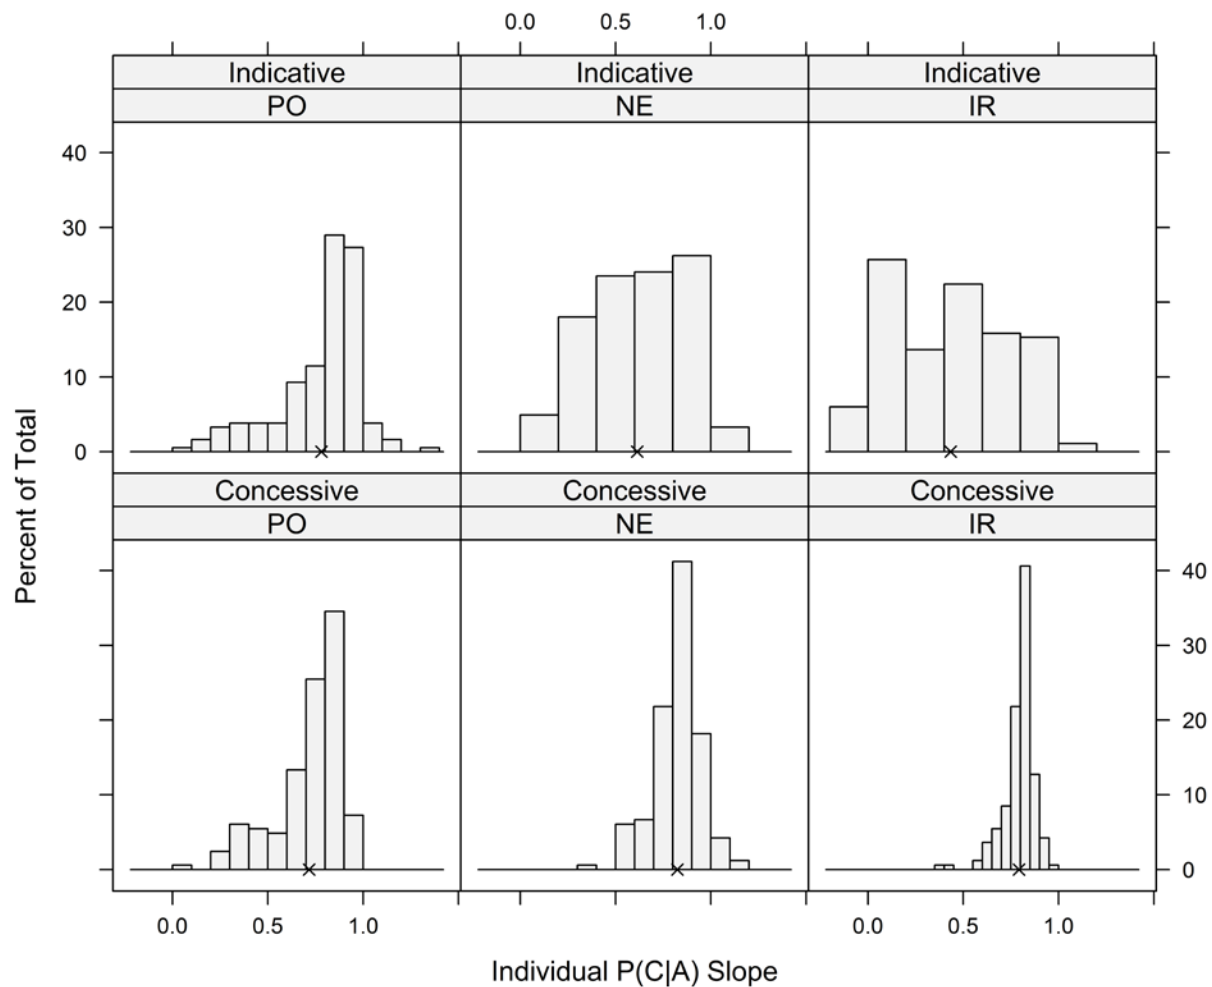 0.0 0.5 1.0
Indicative Indicative Indicative
PO NE IR
40
30
20
10
0
Concessive Concessive Concessive
PO NE IR
40
30
20
10
0
0.0 0.5 1.0 0.0 0.5 1.0
Percent of Total
Individual P(C|A) Slope